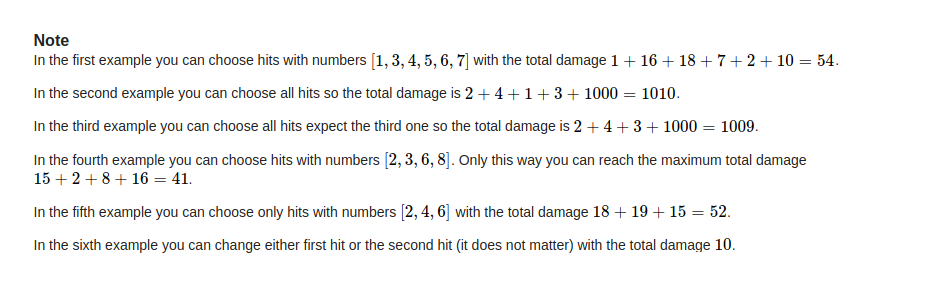 Note
In the first example you can choose hits with numbers [1, 3, 4, 5, 6, 7] with the total damage 1 + 16 + 18 + 7 + 2 + 10 = 54.
In the second example you can choose all hits so the total damage is 2 + 4 + 1 + 3 + 1000 = 1010.
In the third example you can choose all hits expect the third one so the total damage is 2 + 4 + 3 + 1000 = 1009.
In the fourth example you can choose hits with numbers [2, 3, 6, 8]. Only this way you can reach the maximum total damage
15 + 2 + 8 + 16 = 41.
In the fifth example you can choose only hits with numbers [2, 4, 6] with the total damage 18 + 19 + 15 = 52.
In the sixth example you can change either first hit or the second hit (it does not matter) with the total damage 10.